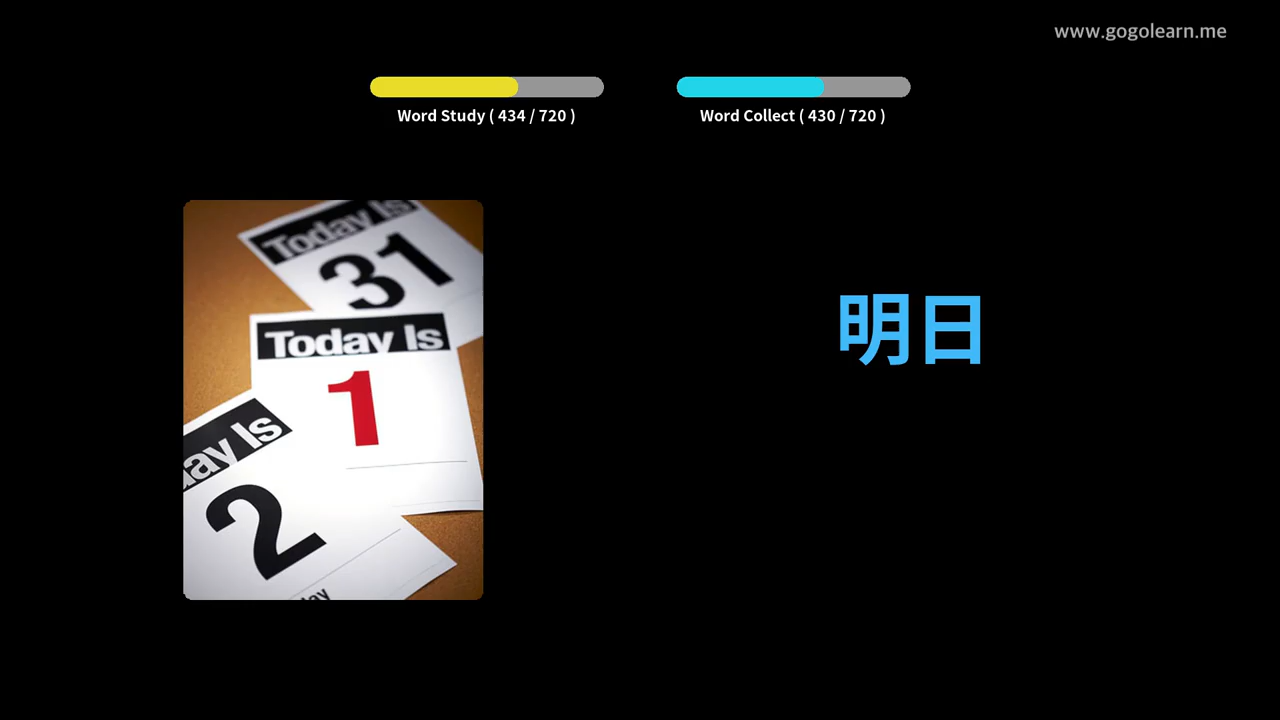 www.gogolearn.me
Word Study ( 434 / 720 )
Word Collect ( 430 / 720 )
Today Is
31
Today Is
1
ay Is
2
明日